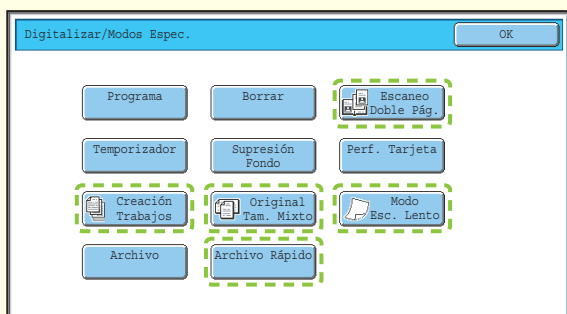 Digitalizar/Modos Espec.
OK
Programa
Borrar
Escaneo
Doble Pág.
Temporizador
Supresión
Fondo
Perf. Tarjeta
Creación
Trabajos
Original
Tam. Mixto
Modo
Esc. Lento
Archivo
Archivo Rápido